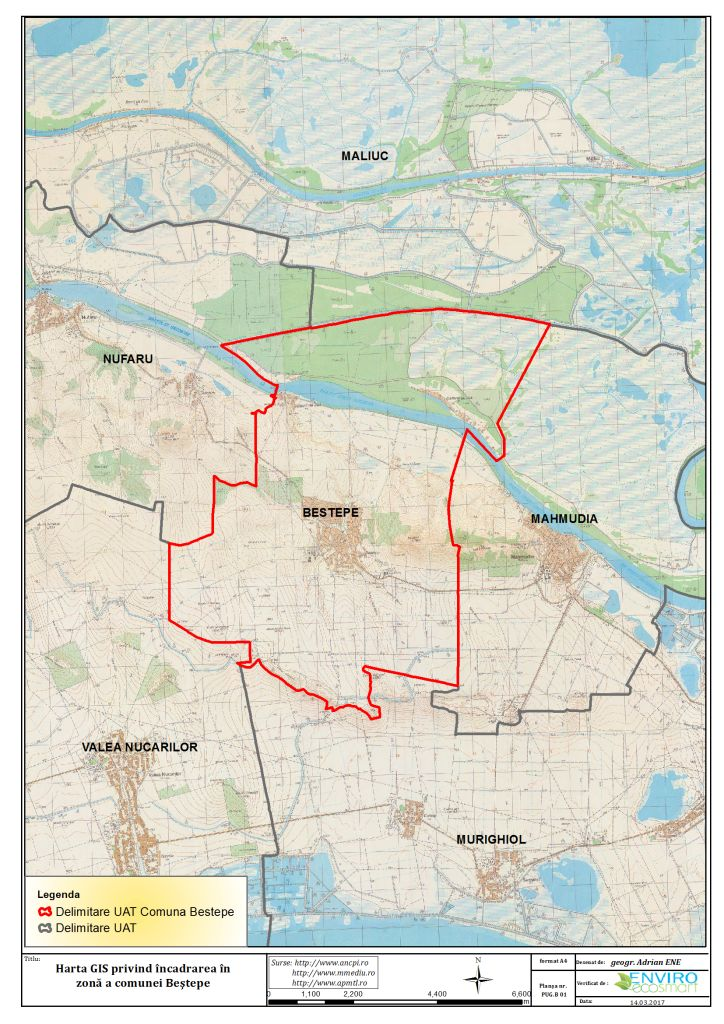 MALIUC
NUFARU
BESTEPE
MAHMUDIA
VALEA NUCARILOR
MURIGHIOL
Legenda
Delimitare UAT Comuna Bestepe
Delimitare UAT
Titlu:
Harta GIS privind încadrarea în
zonă a comunei Beștepe
Surse: http://www.ancpi.ro
http://www.mmediu.ro
http://www.apmtl.ro
N
0 1,100 2,200 4,400 6,600
m
format A4
Planșa nr.
PUG.B 01
Desenat de: geogr. Adrian ENE
Verificat de :
ENVIRO
ecosmart
Data: 14.03.2017